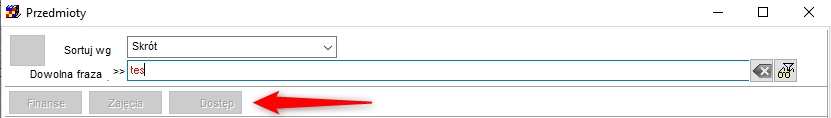 Przedmioty
Sortuj wg Skrót
Dowolna fraza . >> tes
Finanse Zajęcia Dostęp